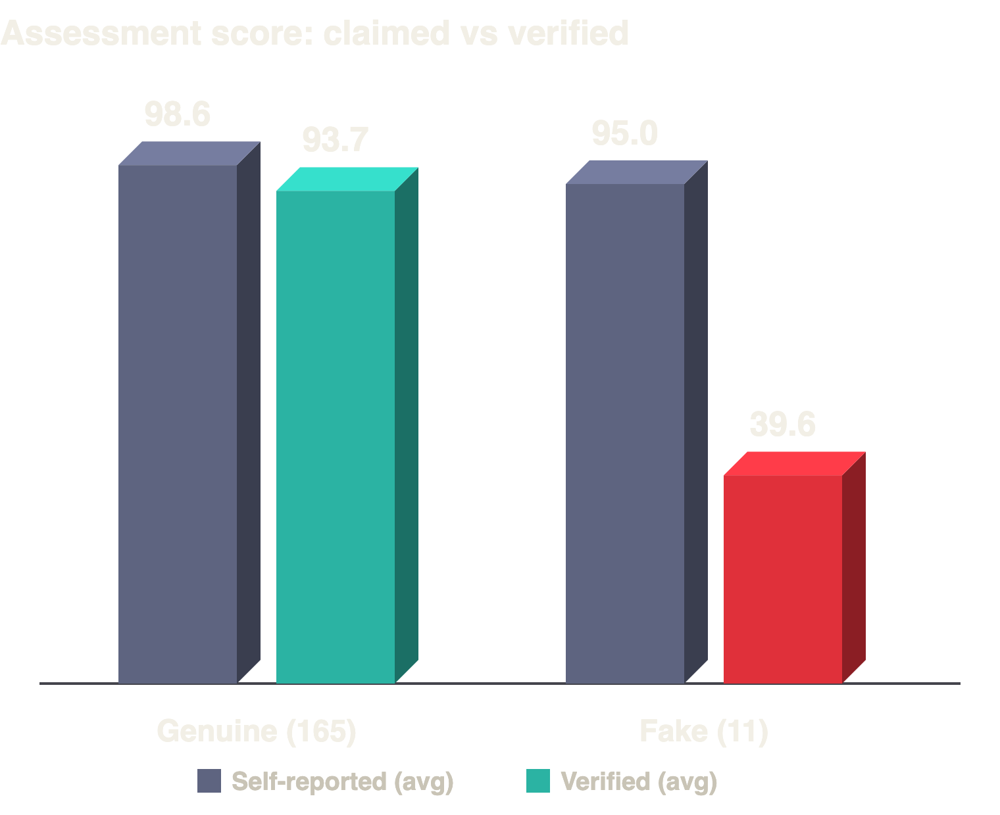 Assessment score: claimed vs verified
98.6
93.7
95.0
39.6
Genuine (165)
Fake (11)
Self-reported (avg)
Verified (avg)